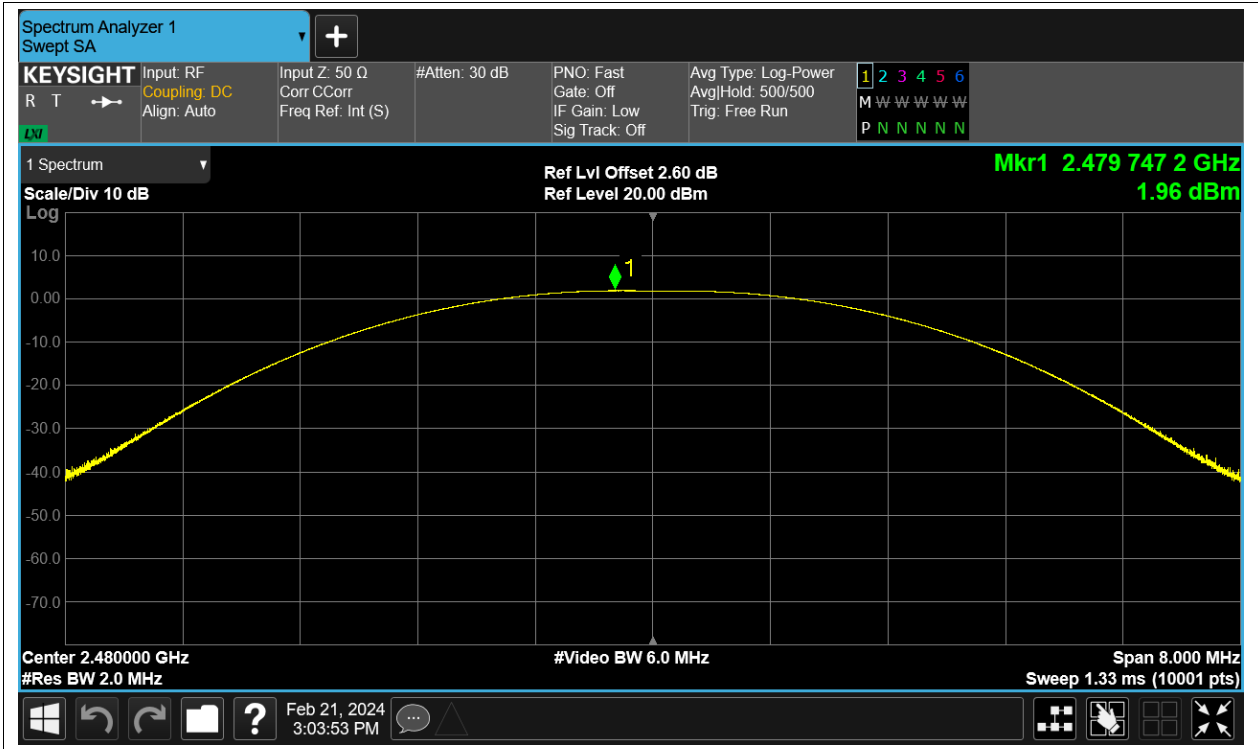 Spectrum Analyzer 1
Swept SA
KEYSIGHT
R T
LXI
Input: RF
Coupling: DC
Align: Auto
Input Z: 50 Ω
Corr CCorr
Freq Ref: Int (S)
#Atten: 30 dB
PNO: Fast
Gate: Off
IF Gain: Low
Sig Track: Off
Avg Type: Log-Power
Avg|Hold: 500/500
Trig: Free Run
1 2 3 4 5 6
M W W W W W
P N N N N N
1 Spectrum
Scale/Div 10 dB
Log
Ref Lvl Offset 2.60 dB
Ref Level 20.00 dBm
Mkr1 2.479 747 2 GHz
1.96 dBm
1
10.0
0.00
-10.0
-20.0
-30.0
-40.0
-50.0
-60.0
-70.0
Center 2.480000 GHz
#Res BW 2.0 MHz
#Video BW 6.0 MHz
Span 8.000 MHz
Sweep 1.33 ms (10001 pts)
?
Feb 21, 2024
3:03:53 PM